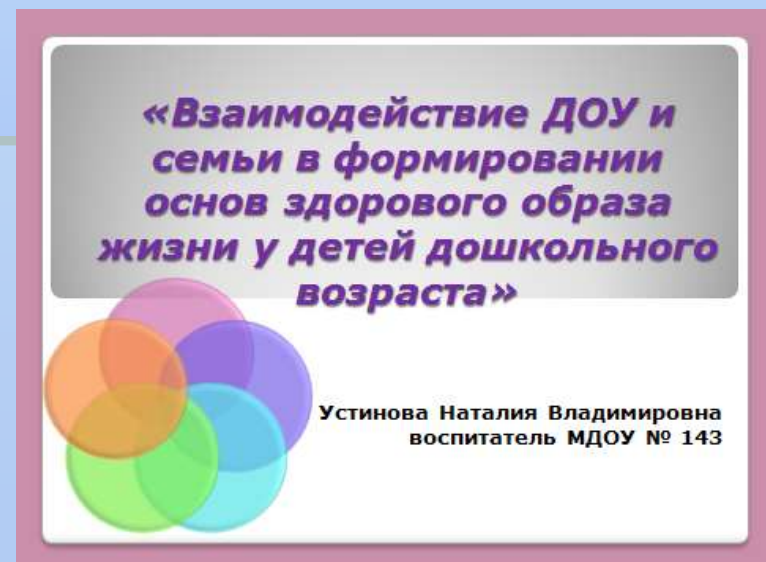 «Взаимодействие ДОУ и
семьи в формировании
основ здорового образа
жизни у детей дошкольного
возраста»
Устинова Наталия Владимировна
воспитатель МДОУ № 143